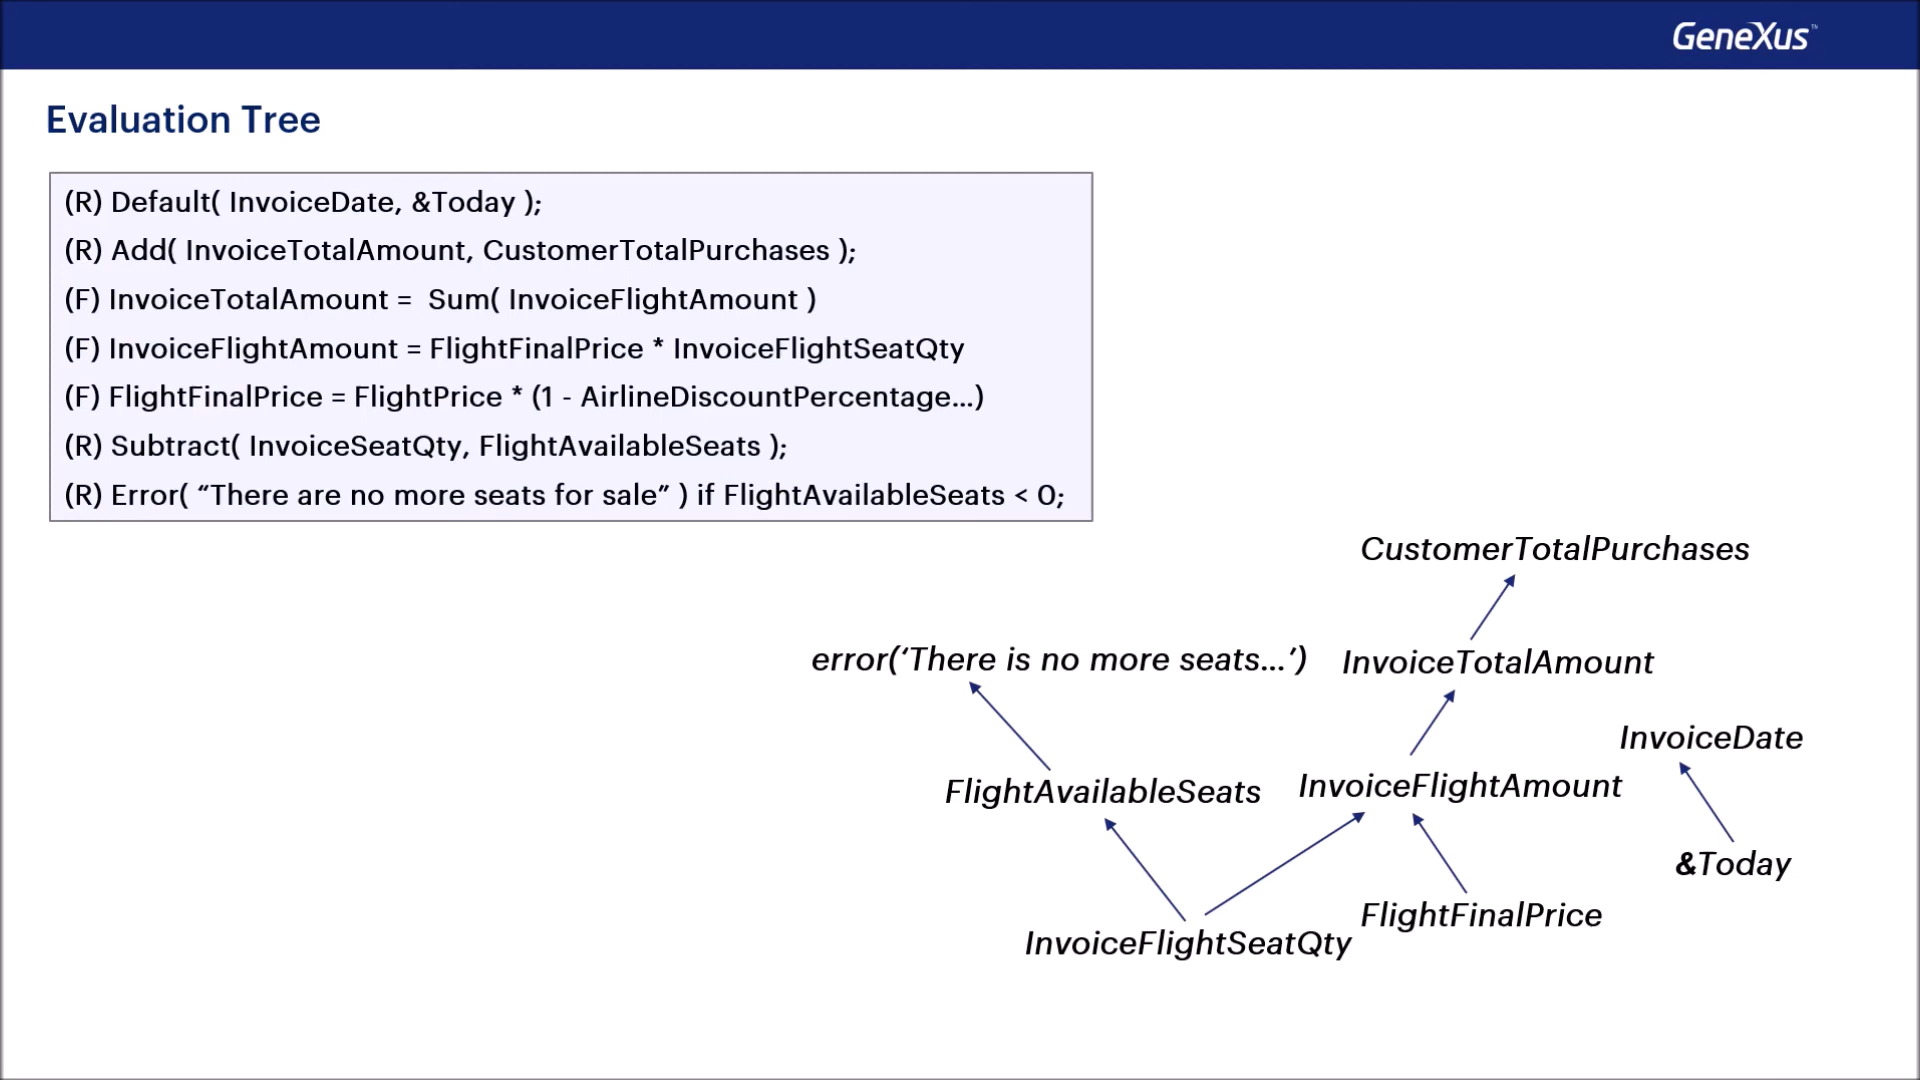 GeneXus™
Evaluation Tree
(R) Default( InvoiceDate, &Today );
(R) Add( InvoiceTotalAmount, CustomerTotalPurchases );
(F) InvoiceTotalAmount = Sum( InvoiceFlightAmount )
(F) InvoiceFlightAmount = FlightFinalPrice * InvoiceFlightSeatQty
(F) FlightFinalPrice = FlightPrice * (1 - AirlineDiscountPercentage...)
(R) Subtract( InvoiceSeatQty, FlightAvailableSeats );
(R) Error( “There are no more seats for sale” ) if FlightAvailableSeats < 0;
CustomerTotalPurchases
error(‘There is no more seats...’)
InvoiceTotalAmount
InvoiceDate
FlightAvailableSeats
InvoiceFlightAmount
&Today
FlightFinalPrice
InvoiceFlightSeatQty